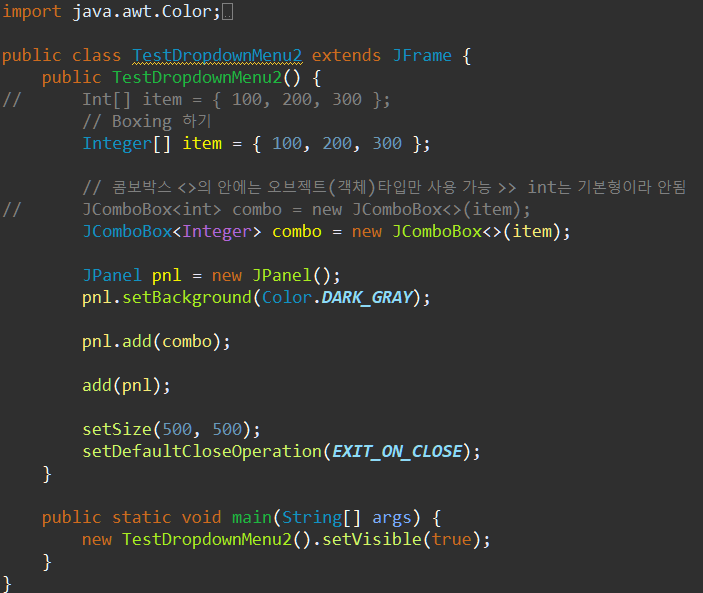 import java.awt.Color;
public class TestDropdownMenu2 extends JFrame {
public TestDropdownMenu2() {
// Int[] item = { 100, 200, 300 };
// Boxing 하기
Integer[] item = { 100, 200, 300 };
// 콤보박스 <>의 안에는 오브젝트(객체)타입만 사용 가능 >> int는 기본형이라 안됨
// JComboBox<int> combo = new JComboBox<>(item);
JComboBox<Integer> combo = new JComboBox<>(item);
JPanel pnl = new JPanel();
pnl.setBackground(Color.DARK_GRAY);
pnl.add(combo);
add(pnl);
setSize(500, 500);
setDefaultCloseOperation(EXIT_ON_CLOSE);
}
public static void main(String[] args) {
new TestDropdownMenu2().setVisible(true);
}
}